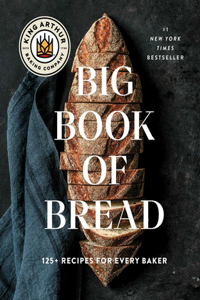 KING ARTHUR
BAKING COMPANY
#1
NEW YORK
TIMES
BESTSELLER
BIG
BOOK
OF
BREAD
125+ RECIPES FOR EVERY BAKER